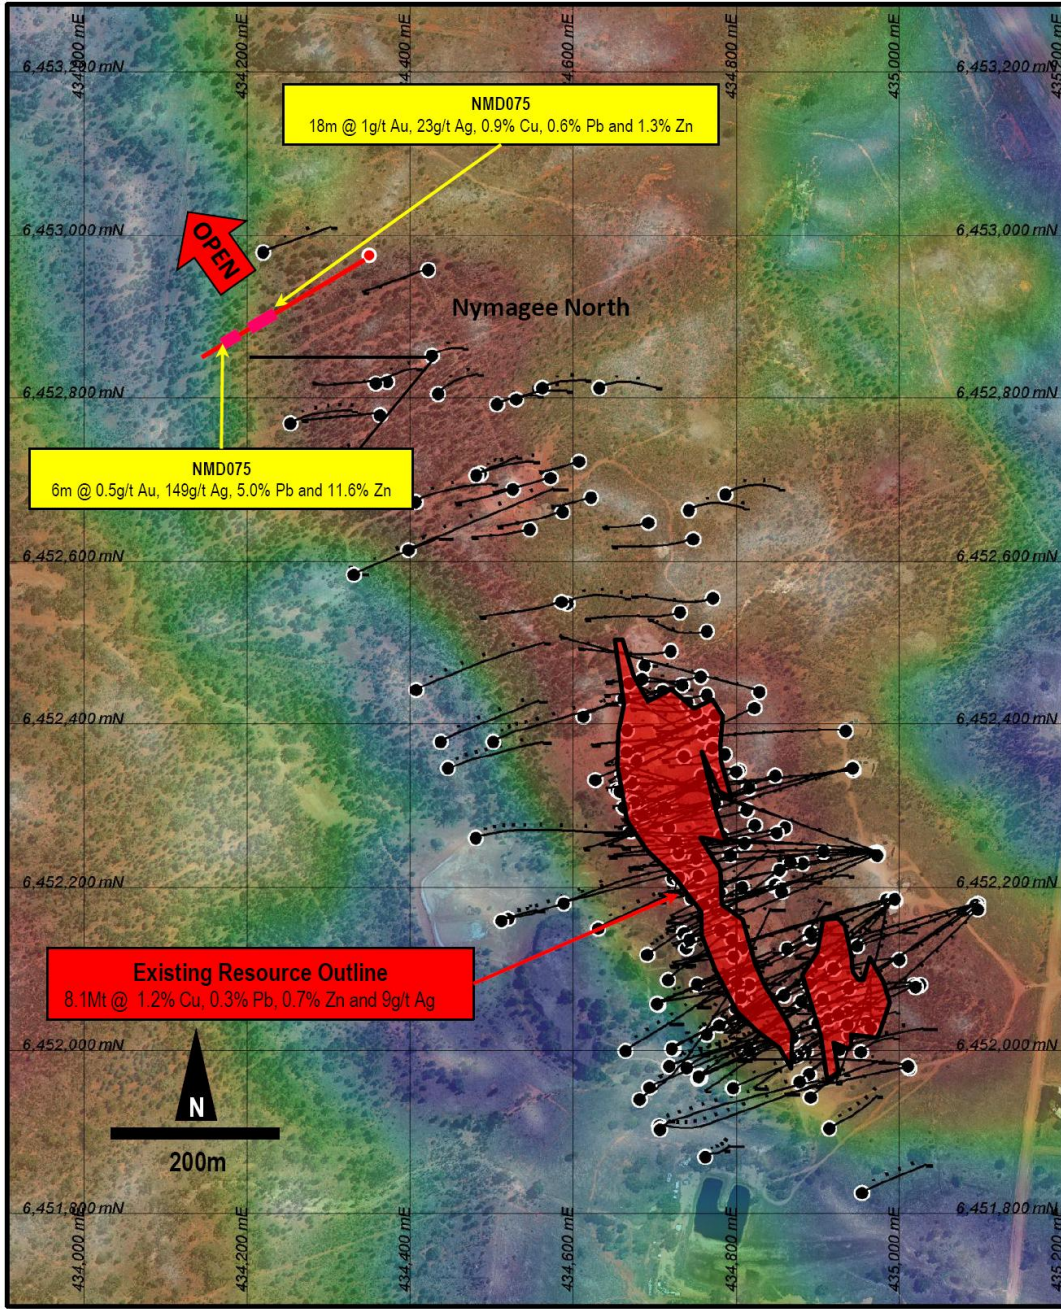 434,000 mE
434,200 mE
434,400 mE
434,600 mE
434,800 mE
435,000 mE
6,453,200 mN
6,453,200 mN
NMD075
18m @ 1g/t Au, 23g/t Ag, 0.9% Cu, 0.6% Pb and 1.3% Zn
6,453,000 mN
6,453,000 mN
OPEN
Nymagee North
6,452,800 mN
6,452,800 mN
NMD075
6m @ 0.5g/t Au, 149g/t Ag, 5.0% Pb and 11.6% Zn
6,452,600 mN
6,452,600 mN
6,452,400 mN
6,452,400 mN
6,452,200 mN
6,452,200 mN
Existing Resource Outline
8.1Mt @ 1.2% Cu, 0.3% Pb, 0.7% Zn and 9g/t Ag
6,452,000 mN
6,452,000 mN
N
200m
6,451,800 mN
6,451,800 mN
434,000 mE
434,200 mE
434,400 mE
434,600 mE
434,800 mE
435,000 mE